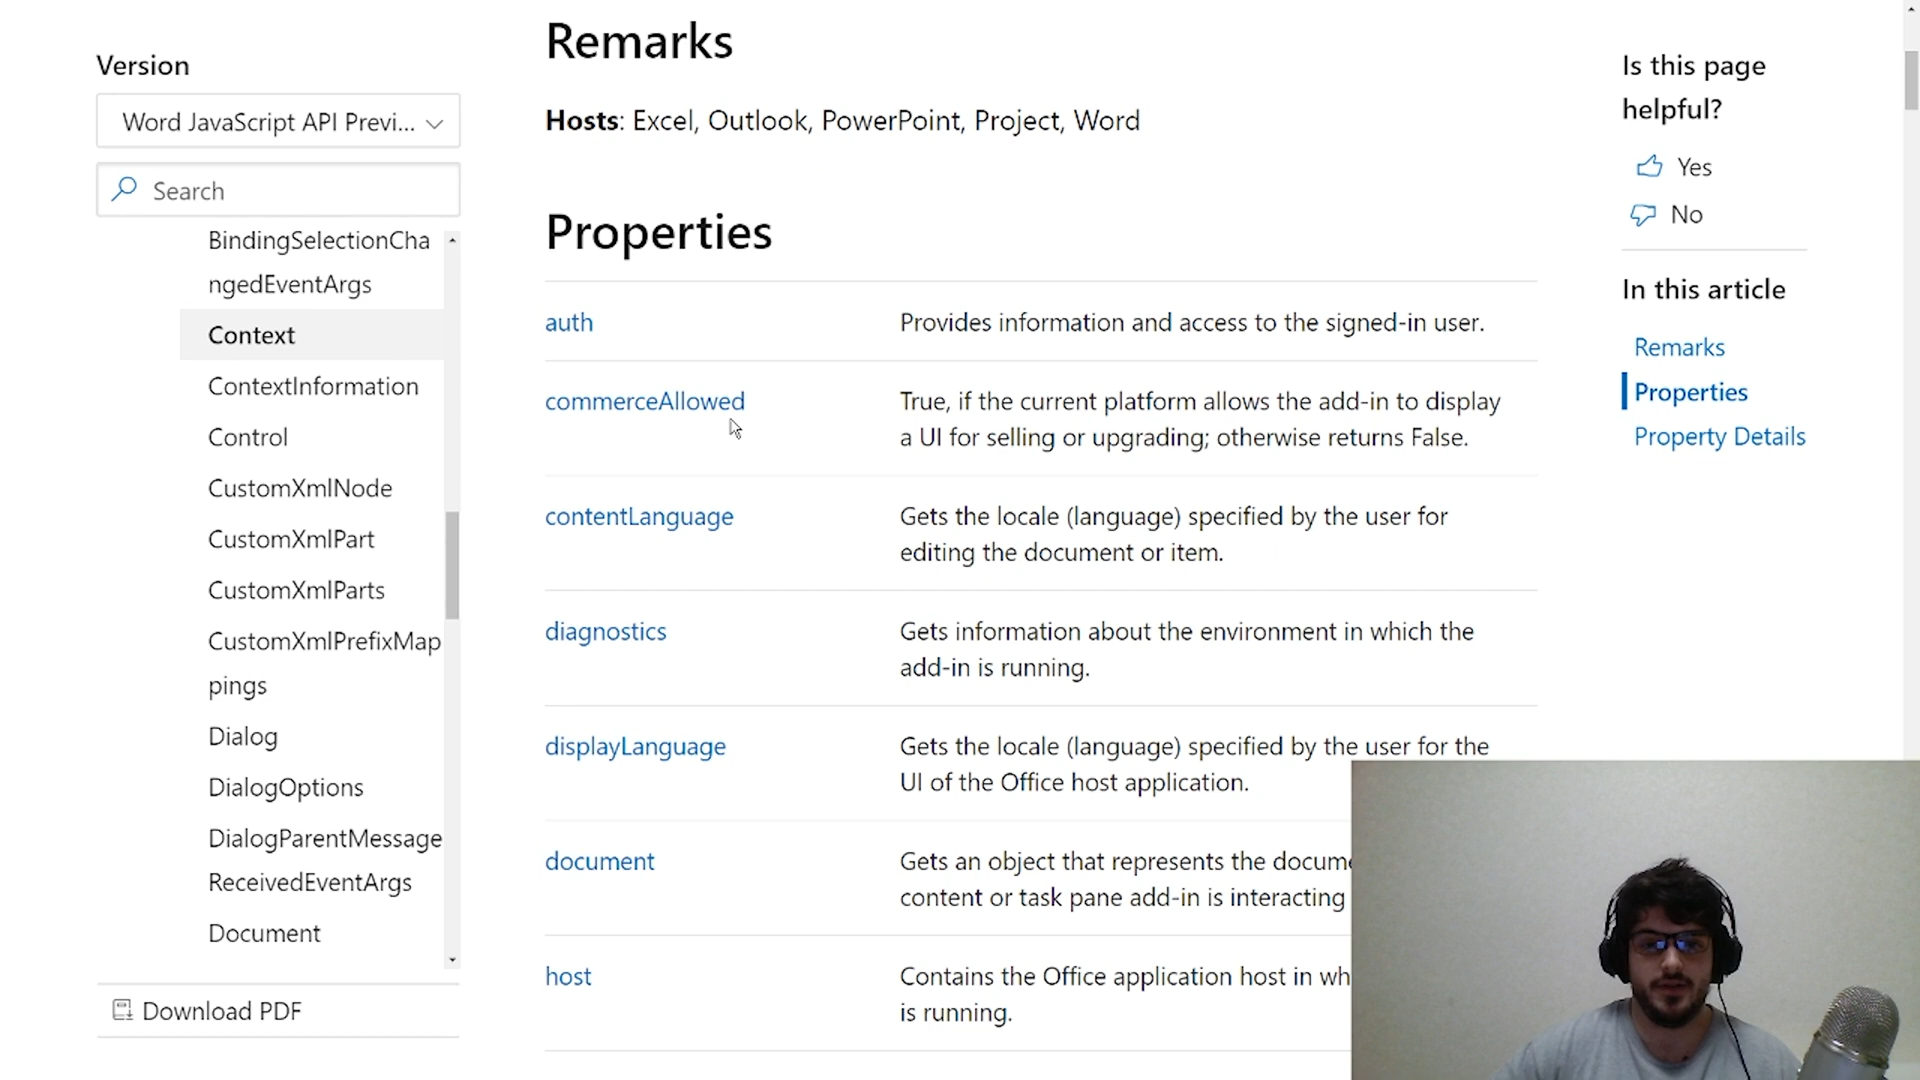 Version
Word JavaScript API Previ...
Search
BindingSelectionCha
ngedEventArgs
Context
ContextInformation
Control
CustomXmlNode
CustomXmlPart
CustomXmlParts
CustomXmlPrefixMap
pings
Dialog
DialogOptions
DialogParentMessage
ReceivedEventArgs
Document
Download PDF
Remarks
Hosts: Excel, Outlook, PowerPoint, Project, Word
Properties
auth
Provides information and access to the signed-in user.
commerceAllowed
True, if the current platform allows the add-in to display
a UI for selling or upgrading; otherwise returns False.
contentLanguage
Gets the locale (language) specified by the user for
editing the document or item.
diagnostics
Gets information about the environment in which the
add-in is running.
displayLanguage
Gets the locale (language) specified by the user for the
UI of the Office host application.
document
Gets an object that represents the docume
content or task pane add-in is interacting
host
Contains the Office application host in wh
is running.
Is this page
helpful?
Yes
No
In this article
Remarks
Properties
Property Details